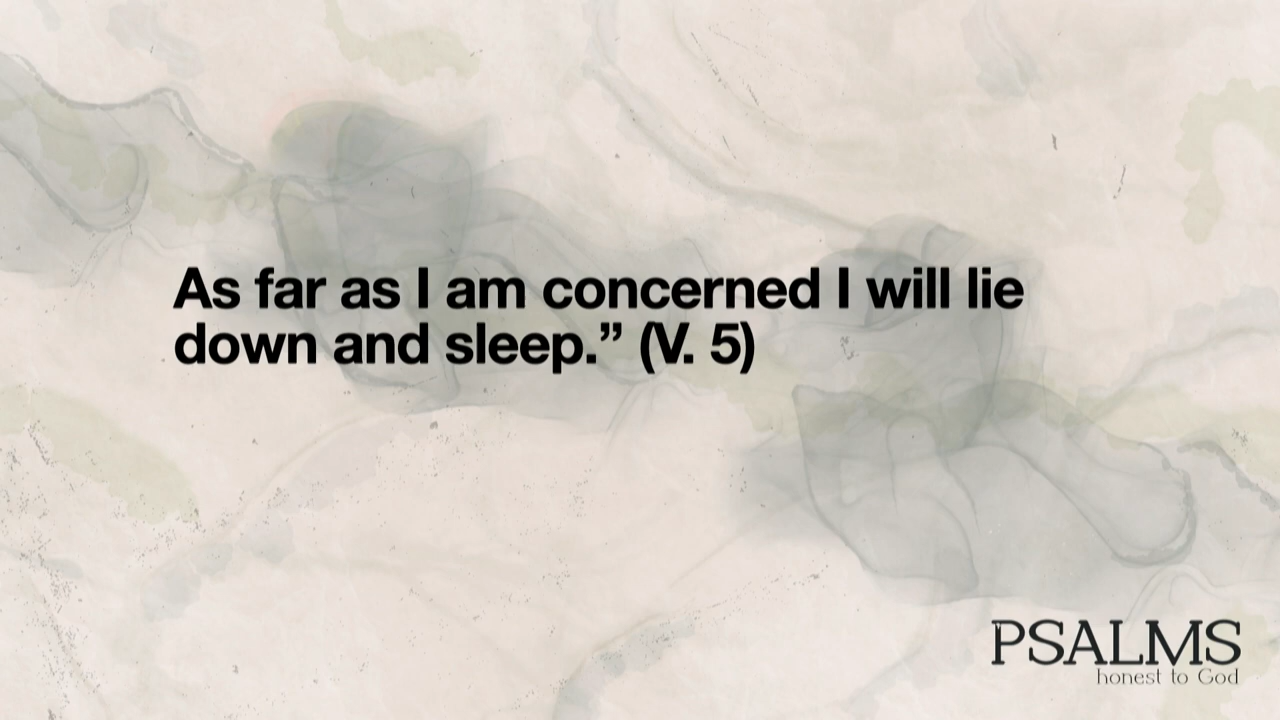 As far as I am concerned I will lie
down and sleep.” (V. 5)
PSALMS
honest to God